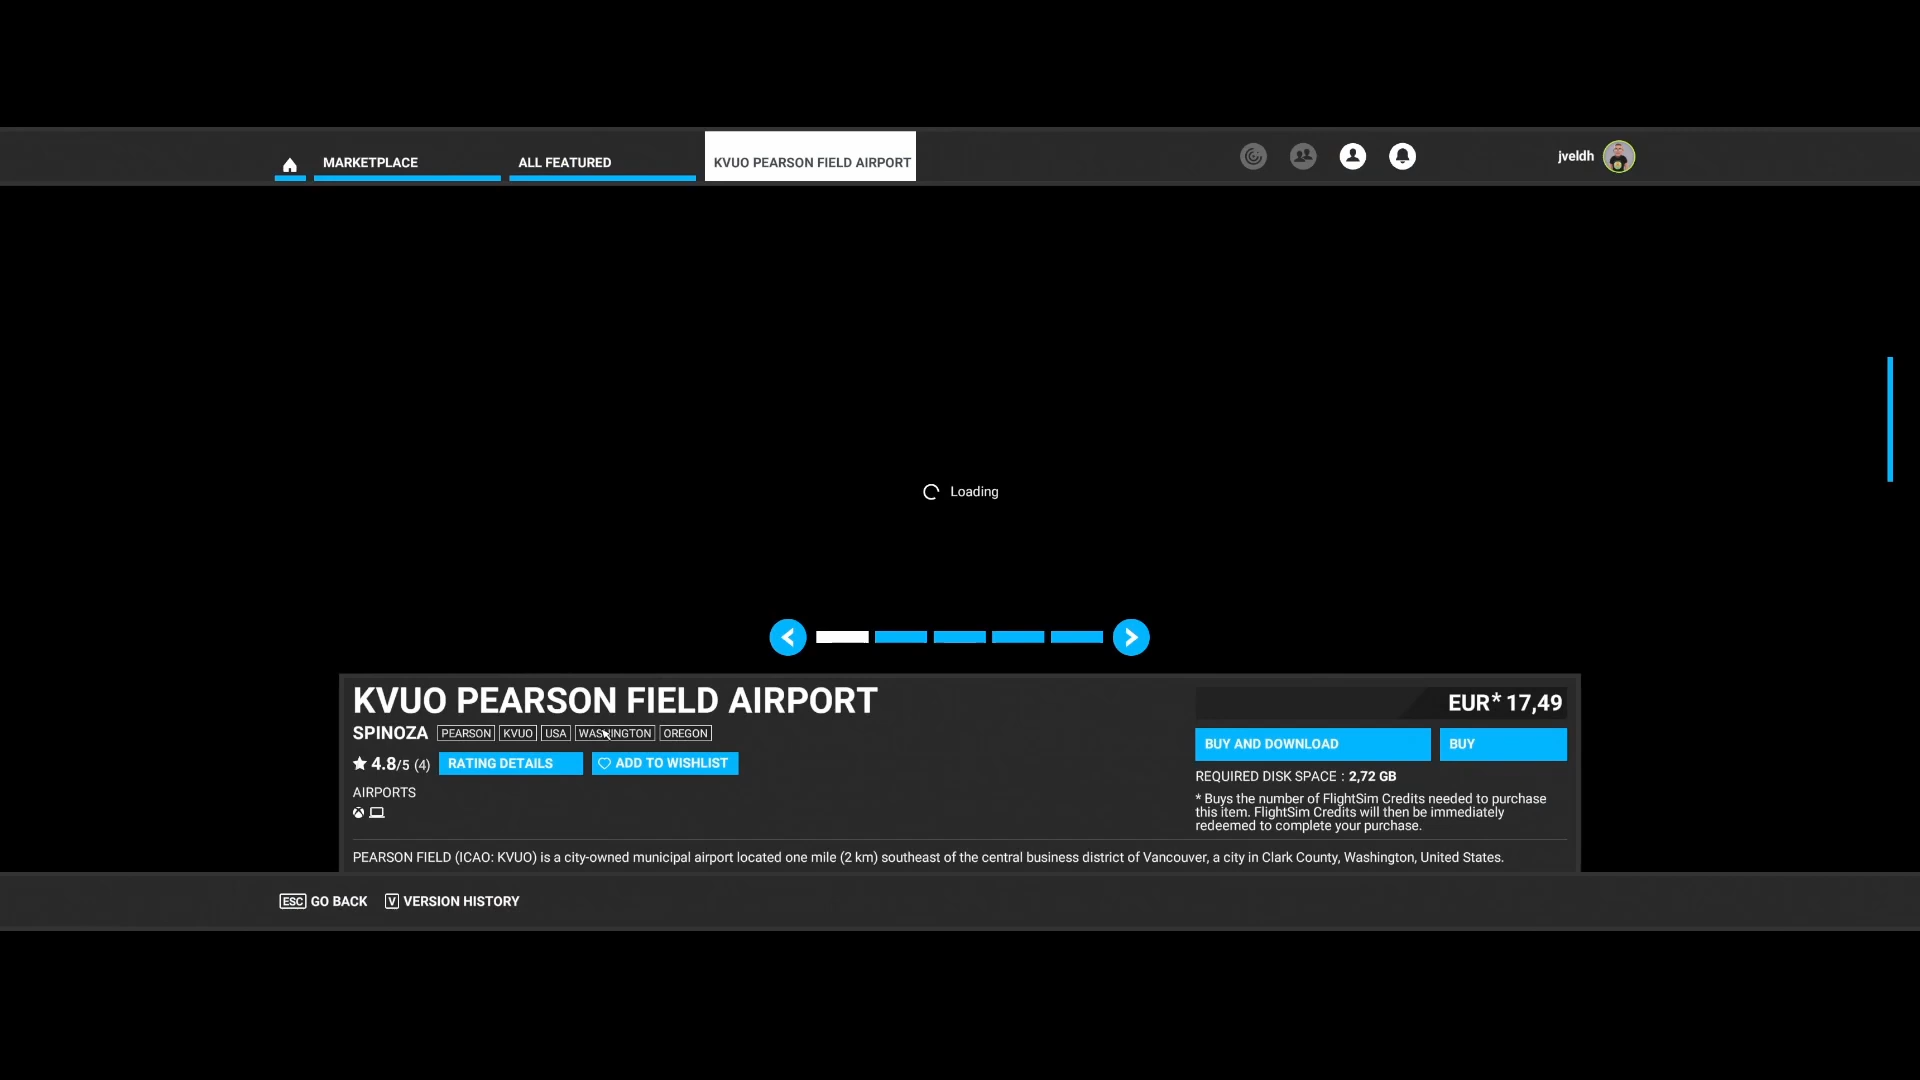 MARKETPLACE
ALL FEATURED
KVUO PEARSON FIELD AIRPORT
jveldh
Loading
KVUO PEARSON FIELD AIRPORT
SPINOZA PEARSON KVUO USA WASHINGTON OREGON
4.8/5 (4) RATING DETAILS ADD TO WISHLIST
AIRPORTS
EUR* 17,49
BUY AND DOWNLOAD BUY
REQUIRED DISK SPACE : 2,72 GB
* Buys the number of FlightSim Credits needed to purchase
this item. FlightSim Credits will then be immediately
redeemed to complete your purchase.
PEARSON FIELD (ICAO: KVUO) is a city-owned municipal airport located one mile (2 km) southeast of the central business district of Vancouver, a city in Clark County, Washington, United States.
ESC GO BACK V VERSION HISTORY